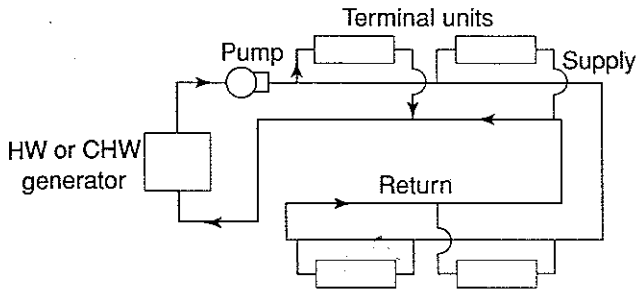 Terminal units
Pump
Supply
HW or CHW
generator
Return